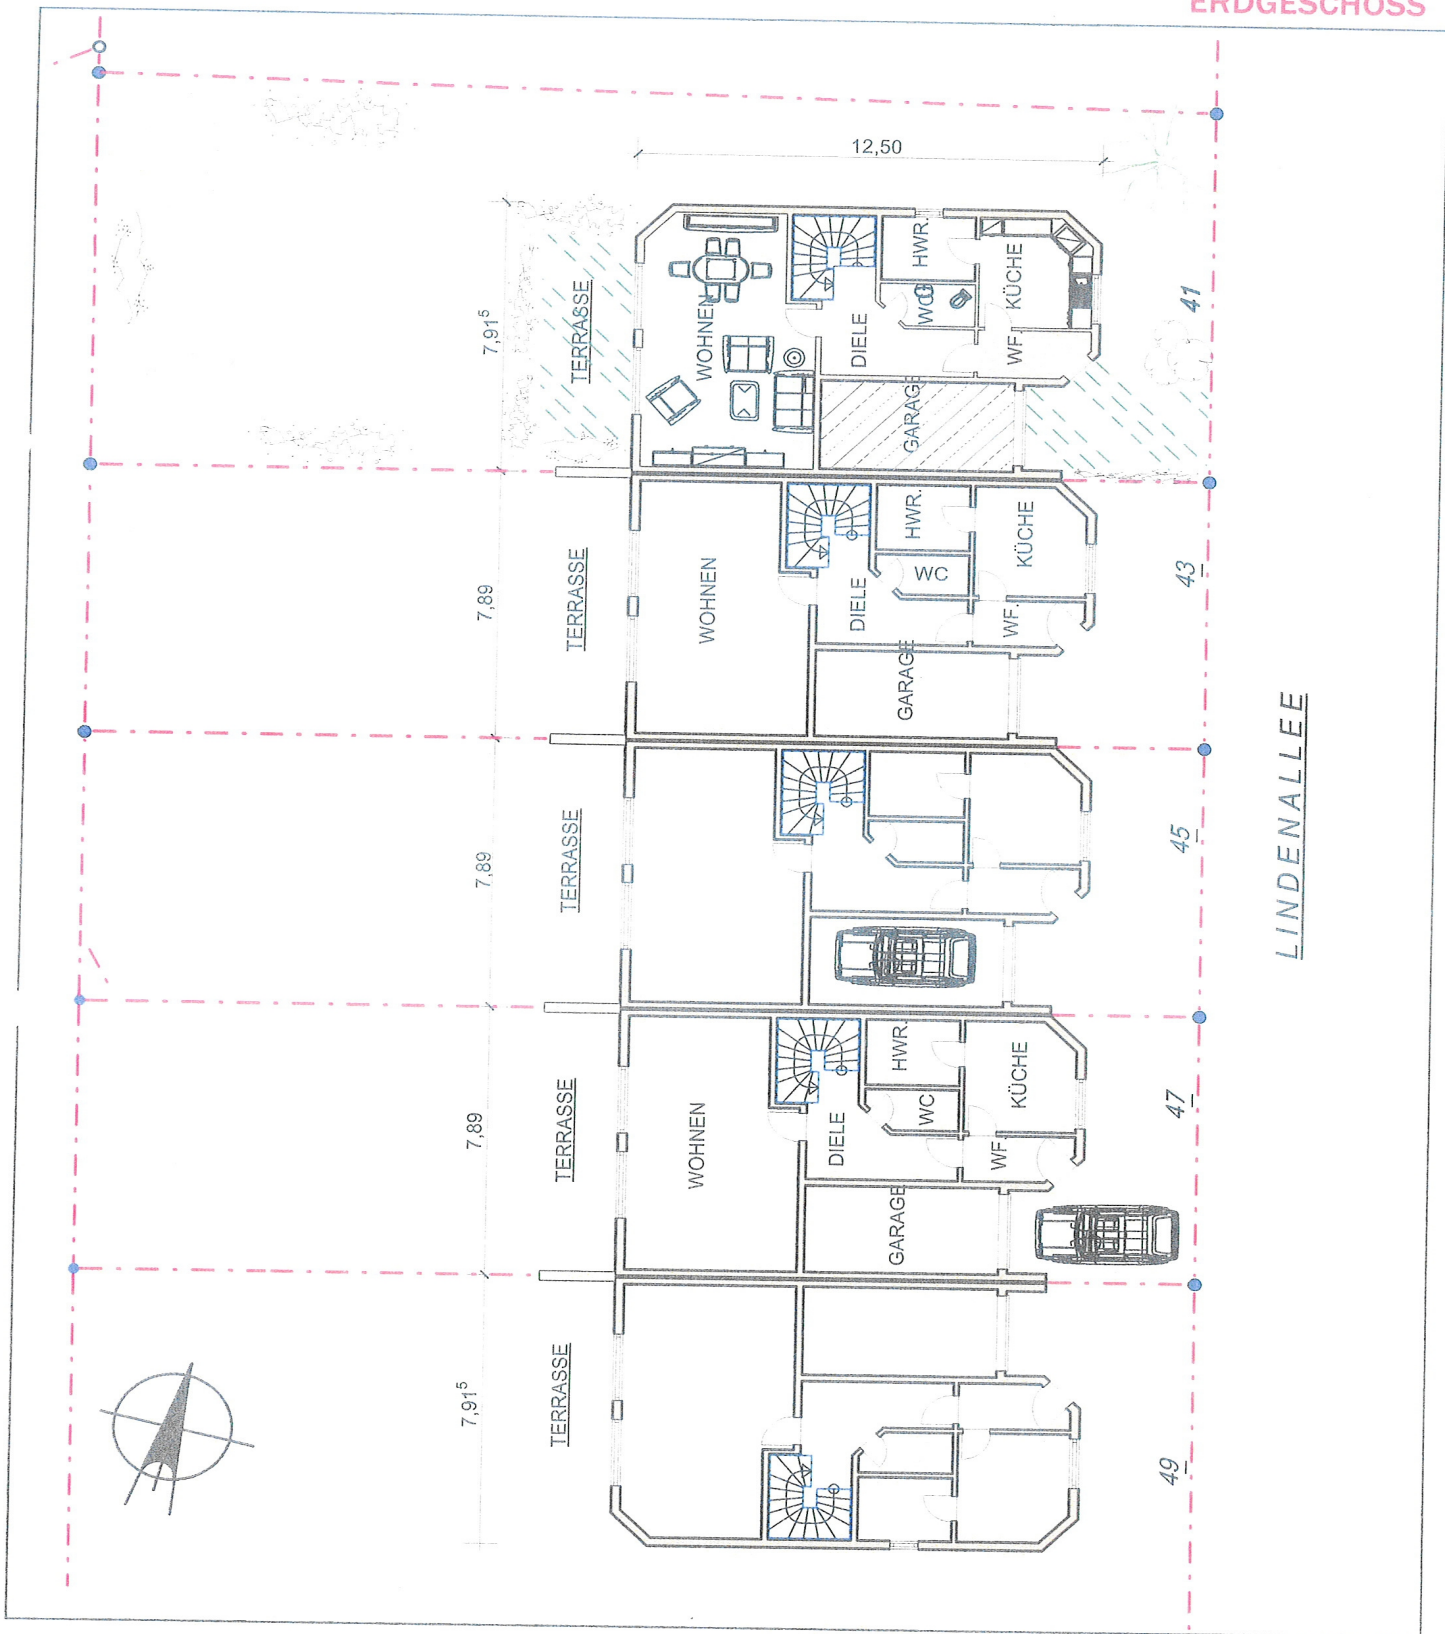 ERDGESCHOSS
12,50
7,91⁵
TERRASSE
WOHNEN
DIELE
HWR.
WC
KÜCHE
WF.
GARAGE
41
7,89
TERRASSE
WOHNEN
DIELE
HWR.
WC
KÜCHE
WF.
GARAGE
43
7,89
TERRASSE
45
LINDENALLEE
7,89
TERRASSE
WOHNEN
DIELE
HWR.
WC
KÜCHE
WF
GARAGE
47
7,91⁵
TERRASSE
49